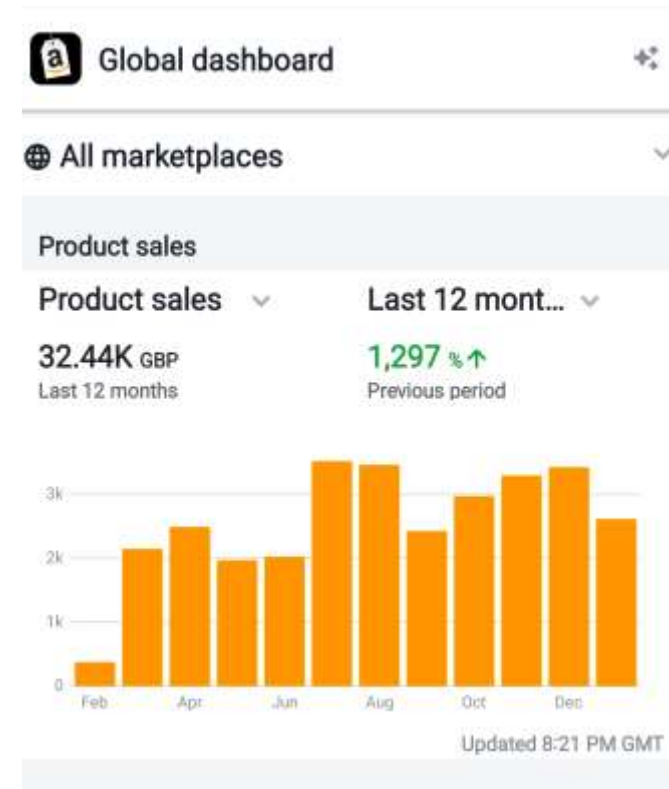 a
Global dashboard
All marketplaces
Product sales
Product sales Last 12 mont...
32.44K GBP 1,297 % ↑
Last 12 months Previous period
3k
2k
1k
0
Feb Apr Jun Aug Oct Dec
Updated 8:21 PM GMT